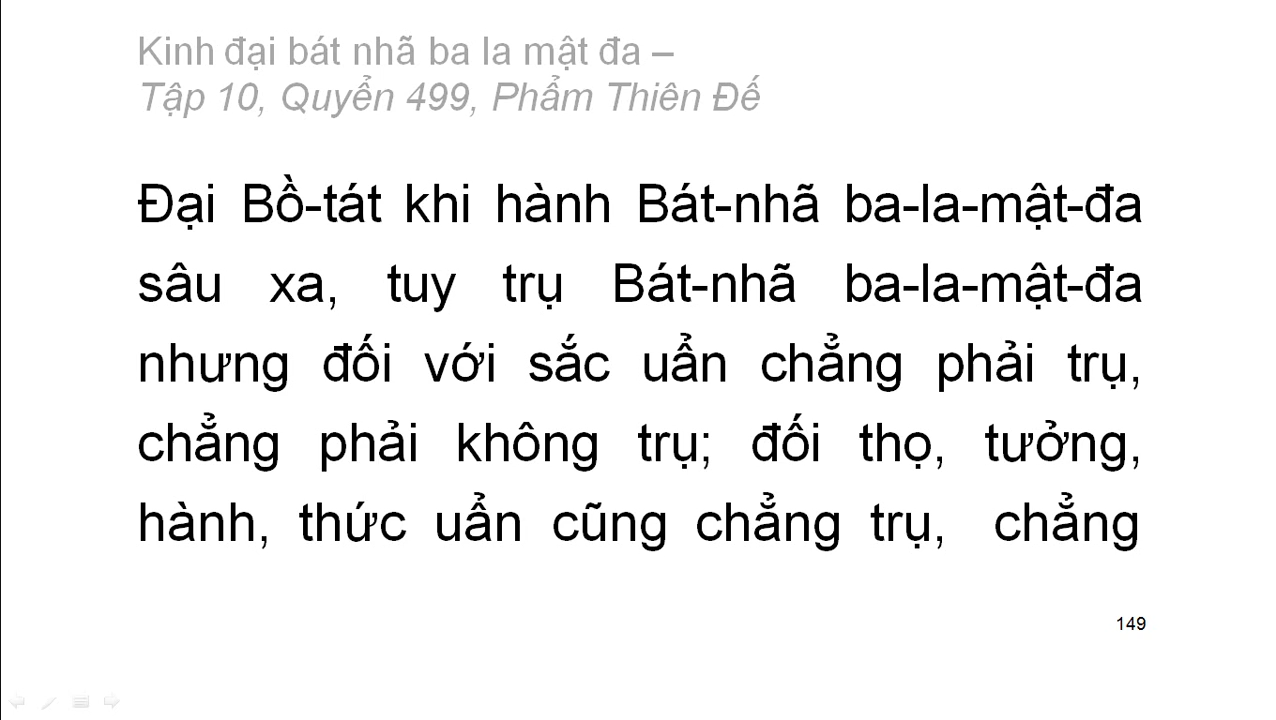 Kinh đại bát nhã ba la mật đa –
Tập 10, Quyển 499, Phẩm Thiên Đế
Đại Bồ-tát khi hành Bát-nhã ba-la-mật-đa
sâu xa, tuy trụ Bát-nhã ba-la-mật-đa
nhưng đối với sắc uẩn chẳng phải trụ,
chẳng phải không trụ; đối thọ, tưởng,
hành, thức uẩn cũng chẳng trụ, chẳng
149